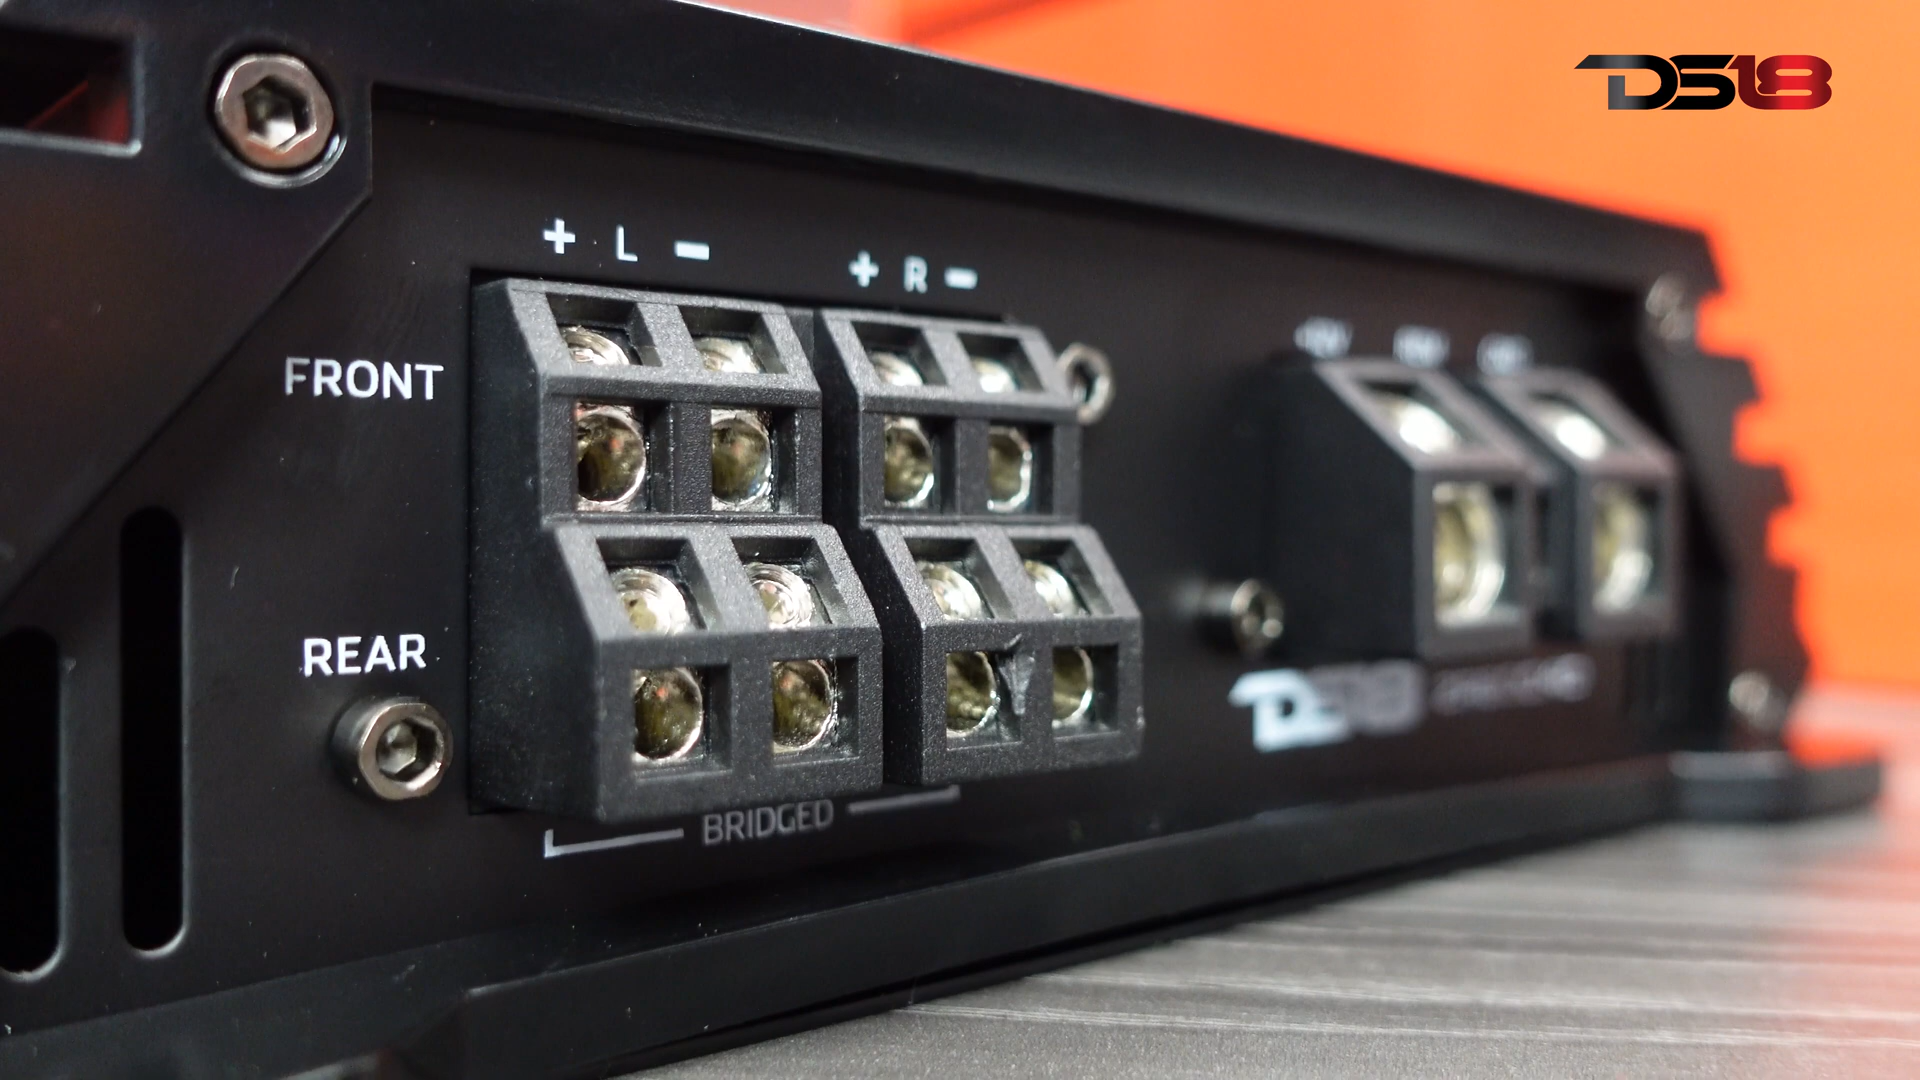 DS18
+ L −
+ R −
FRONT
REAR
BRIDGED
DS18